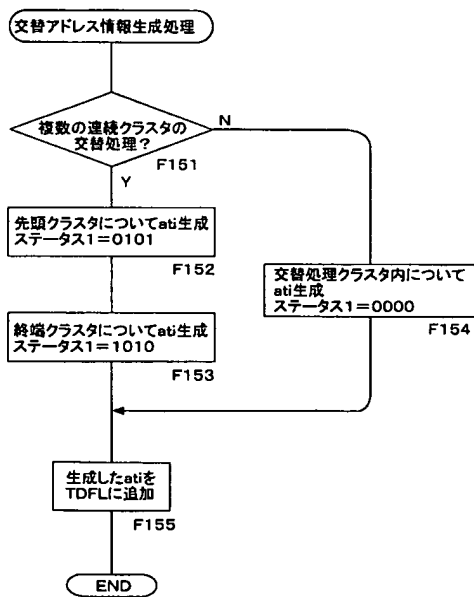 交替アドレス情報生成処理
複数の連続クラスタの
交替処理?
N
F151
Y
先頭クラスタについてati生成
ステータス1=0101
F152
交替処理クラスタ内について
ati生成
ステータス1=0000
F154
終端クラスタについてati生成
ステータス1=1010
F153
生成したatiを
TDFLに追加
F155
END